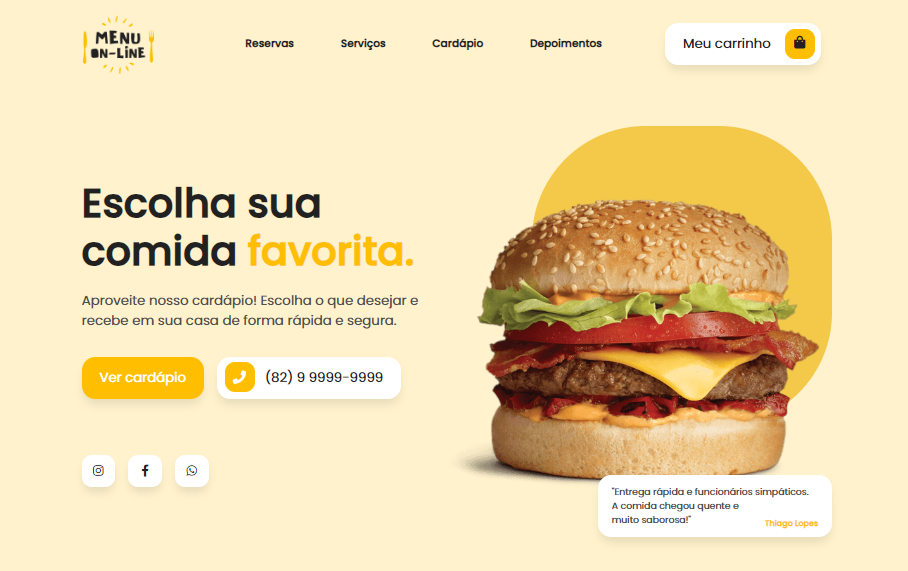 MENU
ON-LINE
Reservas
Serviços
Cardápio
Depoimentos
Meu carrinho
Escolha sua
comida favorita.
Aproveite nosso cardápio! Escolha o que desejar e
recebe em sua casa de forma rápida e segura.
Ver cardápio
(82) 9 9999-9999
"Entrega rápida e funcionários simpáticos.
A comida chegou quente e
muito saborosa!"
Thiago Lopes